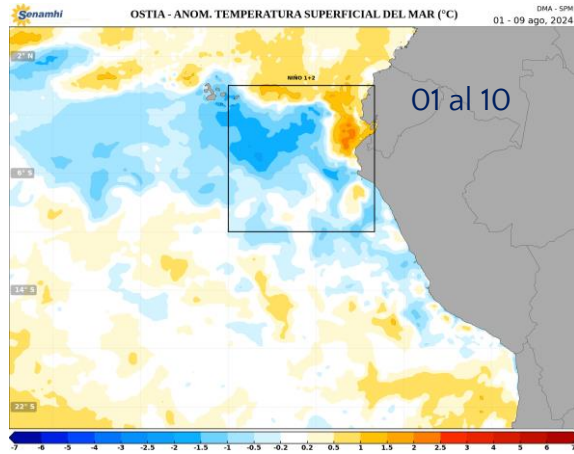 Senamhi
OSTIA - ANOM. TEMPERATURA SUPERFICIAL DEL MAR (°C)
DMA - SPM
01 - 09 ago, 2024
2° N
NIÑO 1+2
01 al 10
6° S
14° S
22° S
-7 -6 -5 -4 -3 -2.5 -2 -1.5 -1 -0.5 -0.2 0.2 0.5 1 1.5 2 2.5 3 4 5 6 7